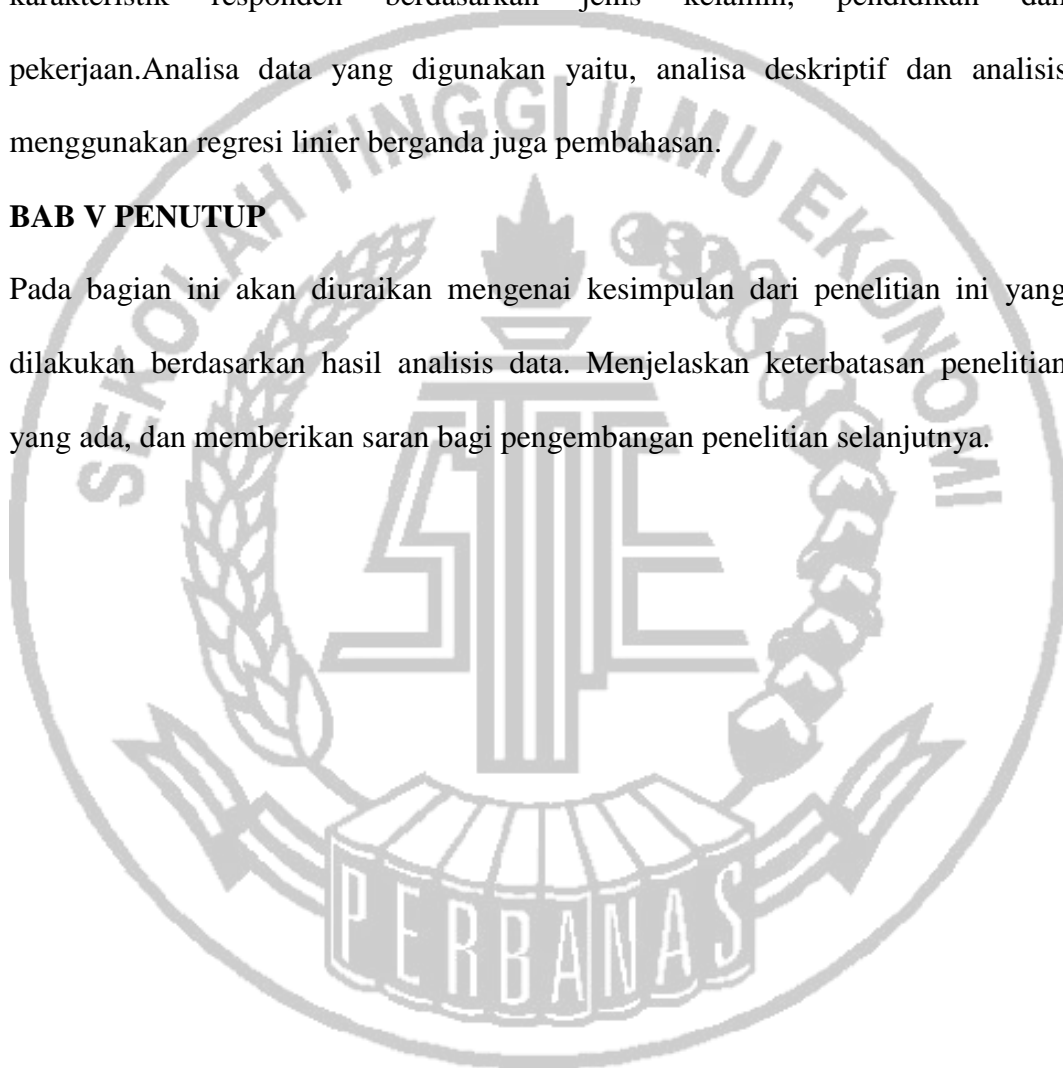 karakteristik responden berdasarkan jenis kelamin, pendidikan dan
pekerjaan.Analisa data yang digunakan yaitu, analisa deskriptif dan analisis
menggunakan regresi linier berganda juga pembahasan.
BAB V PENUTUP
Pada bagian ini akan diuraikan mengenai kesimpulan dari penelitian ini yang
dilakukan berdasarkan hasil analisis data. Menjelaskan keterbatasan penelitian
yang ada, dan memberikan saran bagi pengembangan penelitian selanjutnya.
SEKOLAH TINGGI ILMU EKONOMI
PERBANAS